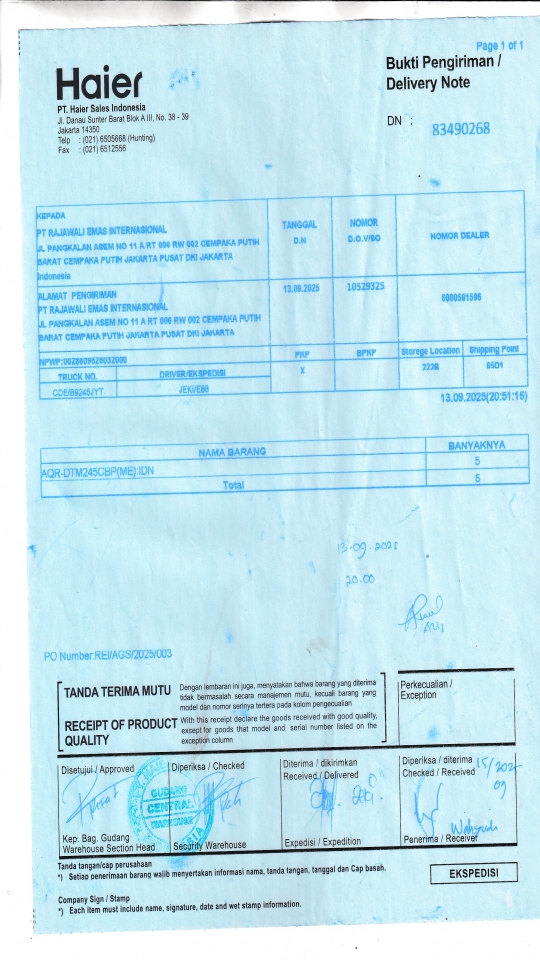 Page 1 of 1
Haier
Bukti Pengiriman /
Delivery Note
PT. Haier Sales Indonesia
Jl. Danau Sunter Barat Blok A III, No. 38 - 39
Jakarta 14350
Telp : (021) 6505668 (Hunting)
Fax : (021) 6512556
DN : 83490268
KEPADA
PT RAJAWALI EMAS INTERNASIONAL
JL PANGKALAN ASEM NO 11 A RT 006 RW 002 CEMPAKA PUTIH
BARAT CEMPAKA PUTIH JAKARTA PUSAT DKI JAKARTA
Indonesia
TANGGAL
D.N
NOMOR
D.O.V/SO
NOMOR DEALER
ALAMAT PENGIRIMAN
PT RAJAWALI EMAS INTERNASIONAL
JL PANGKALAN ASEM NO 11 A RT 006 RW 002 CEMPAKA PUTIH
BARAT CEMPAKA PUTIH JAKARTA PUSAT DKI JAKARTA
13.09.2025
10529325
PKP
BPKP
Storege Location
Shipping Point
TRUCK NO.
DRIVER/EKSPEDISI
X
222B
65D1
CDE/B9245JYT
JEKI/E88
13.09.2025(20:51:16)
NAMA BARANG
BANYAKNYA
AQR-DTM245CBP(ME):IDN
5
Total
5
13.09.2025
20.00
PO Number:REI/AGS/2025/003
TANDA TERIMA MUTU
Dengan lembaran ini juga, menyatakan bahwa barang yang diterima
tidak bermasalah secara manajemen mutu, kecuali barang yang
model dan nomor serinya tertera pada kolom pengecualian
RECEIPT OF PRODUCT
QUALITY
With this receipt declare the goods received with good quality,
except for goods that model and serial number listed on the
exception column
Perkecualian /
Exception
Disetujui / Approved
Diperiksa / Checked
Diterima / dikirimkan
Received / Delivered
Diperiksa / diterima
Checked / Received
15/2025
09
GUDANG
CENTRAL
WAREHOUSE
Kep. Bag. Gudang
Warehouse Section Head
Security Warehouse
Expedisi / Expedition
Penerima / Receiver
Tanda tangan/cap perusahaan
*) Setiap penerimaan barang wajib menyertakan informasi nama, tanda tangan, tanggal dan Cap basah.
EKSPEDISI
Company Sign / Stamp
*) Each item must include name, signature, date and wet stamp information.